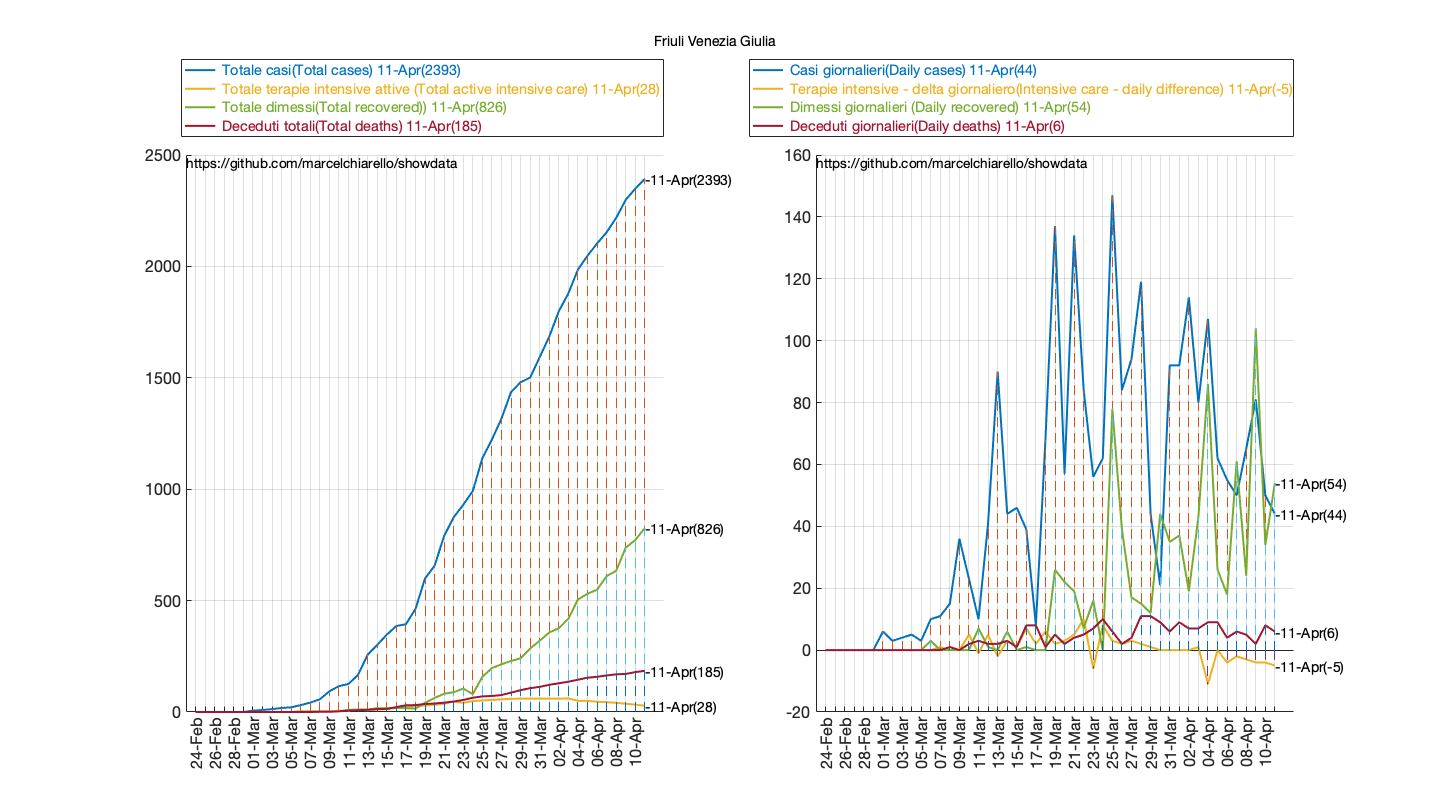 Friuli Venezia Giulia
Totale casi(Total cases) 11-Apr(2393)
Totale terapie intensive attive (Total active intensive care) 11-Apr(28)
Totale dimessi(Total recovered)) 11-Apr(826)
Deceduti totali(Total deaths) 11-Apr(185)
2500
https://github.com/marcelchiarello/showdata
-11-Apr(2393)
2000
1500
1000
-11-Apr(826)
500
-11-Apr(185)
0
-11-Apr(28)
24-Feb
26-Feb
28-Feb
01-Mar
03-Mar
05-Mar
07-Mar
09-Mar
11-Mar
13-Mar
15-Mar
17-Mar
19-Mar
21-Mar
23-Mar
25-Mar
27-Mar
29-Mar
31-Mar
02-Apr
04-Apr
06-Apr
08-Apr
10-Apr
Casi giornalieri(Daily cases) 11-Apr(44)
Terapie intensive - delta giornaliero(Intensive care - daily difference) 11-Apr(-5)
Dimessi giornalieri (Daily recovered) 11-Apr(54)
Deceduti giornalieri(Daily deaths) 11-Apr(6)
160
https://github.com/marcelchiarello/showdata
140
120
100
80
60
-11-Apr(54)
-11-Apr(44)
40
20
-11-Apr(6)
0
-11-Apr(-5)
-20
24-Feb
26-Feb
28-Feb
01-Mar
03-Mar
05-Mar
07-Mar
09-Mar
11-Mar
13-Mar
15-Mar
17-Mar
19-Mar
21-Mar
23-Mar
25-Mar
27-Mar
29-Mar
31-Mar
02-Apr
04-Apr
06-Apr
08-Apr
10-Apr